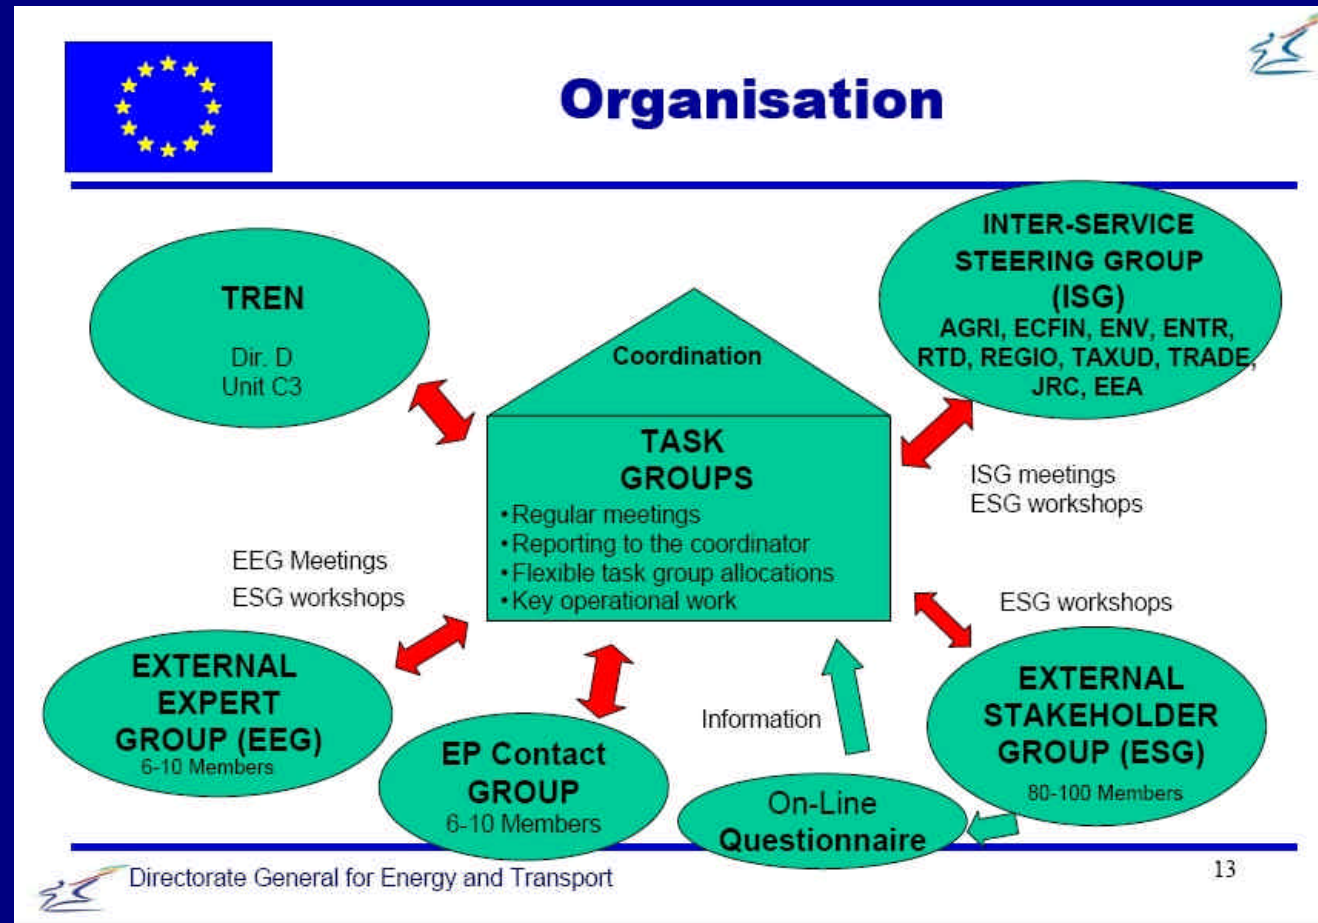 Organisation
TREN
Dir. D
Unit C3
INTER-SERVICE
STEERING GROUP
(ISG)
AGRI, ECFIN, ENV, ENTR,
RTD, REGIO, TAXUD, TRADE,
JRC, EEA
Coordination
TASK
GROUPS
•Regular meetings
•Reporting to the coordinator
•Flexible task group allocations
•Key operational work
ISG meetings
ESG workshops
EEG Meetings
ESG workshops
ESG workshops
EXTERNAL
EXPERT
GROUP (EEG)
6-10 Members
EP Contact
GROUP
6-10 Members
Information
On-Line
Questionnaire
EXTERNAL
STAKEHOLDER
GROUP (ESG)
80-100 Members
Directorate General for Energy and Transport
13